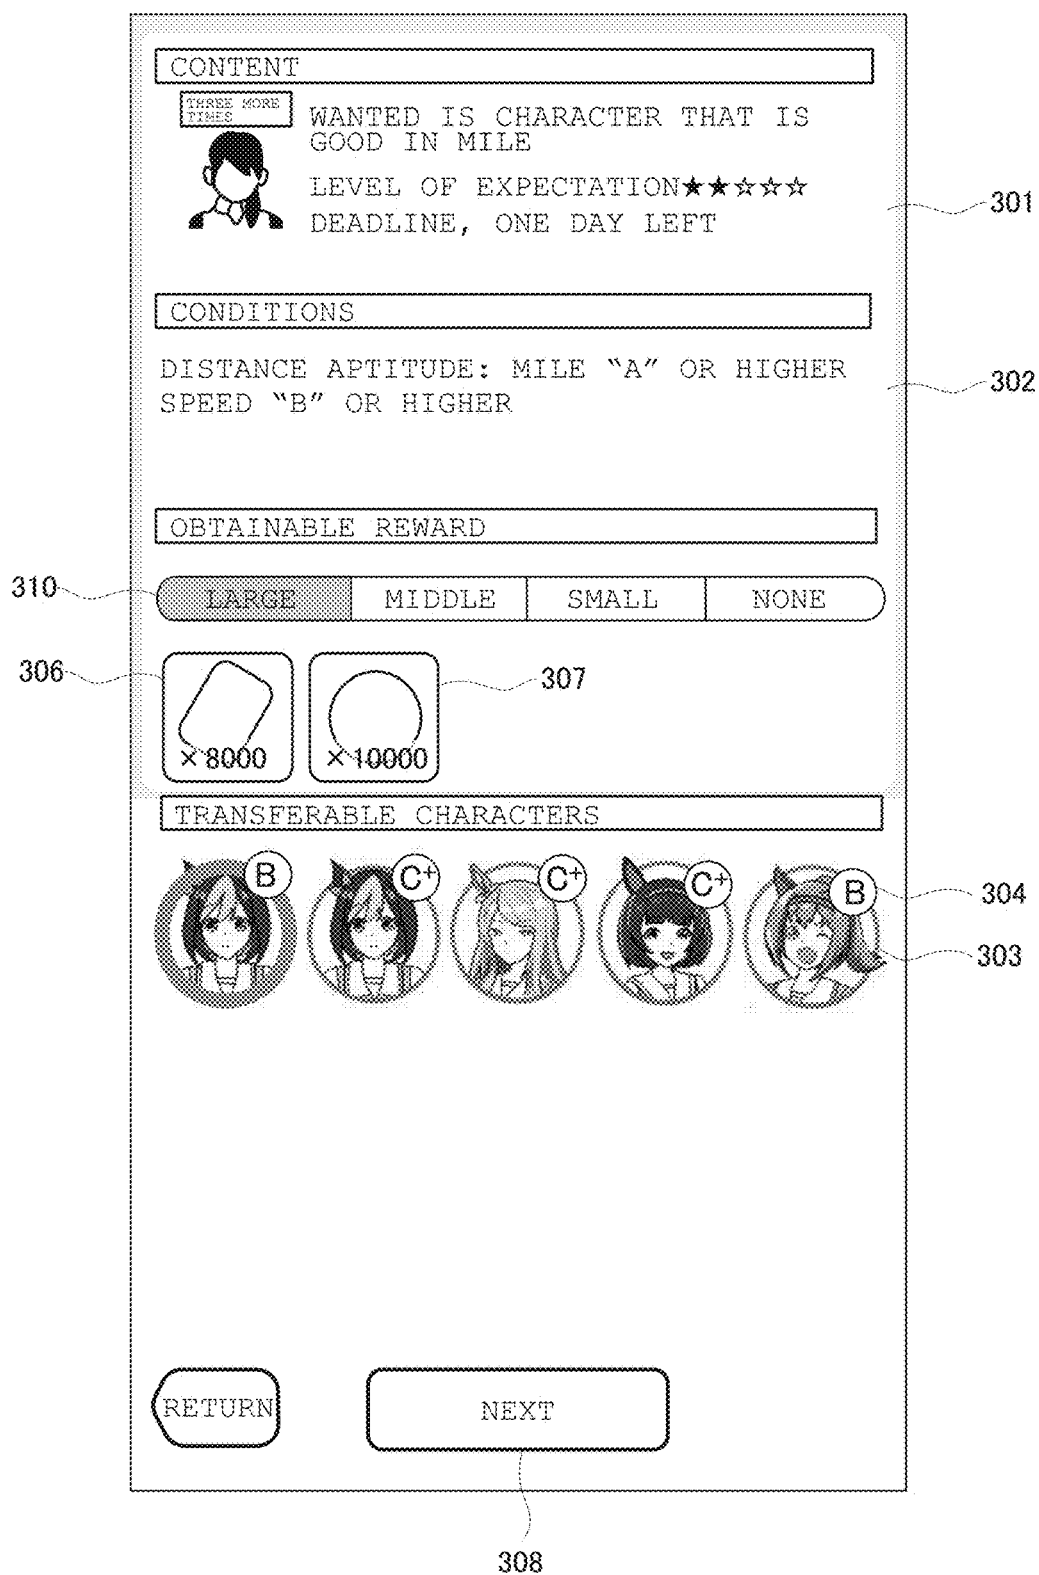 CONTENT
THREE MORE
TIMES
WANTED IS CHARACTER THAT IS
GOOD IN MILE
LEVEL OF EXPECTATION★★☆☆☆
DEADLINE, ONE DAY LEFT
301
CONDITIONS
DISTANCE APTITUDE: MILE “A” OR HIGHER
SPEED “B” OR HIGHER
302
OBTAINABLE REWARD
310
LARGE
MIDDLE
SMALL
NONE
306
307
×8000
×10000
TRANSFERABLE CHARACTERS
B
C+
C+
C+
B
304
303
RETURN
NEXT
308